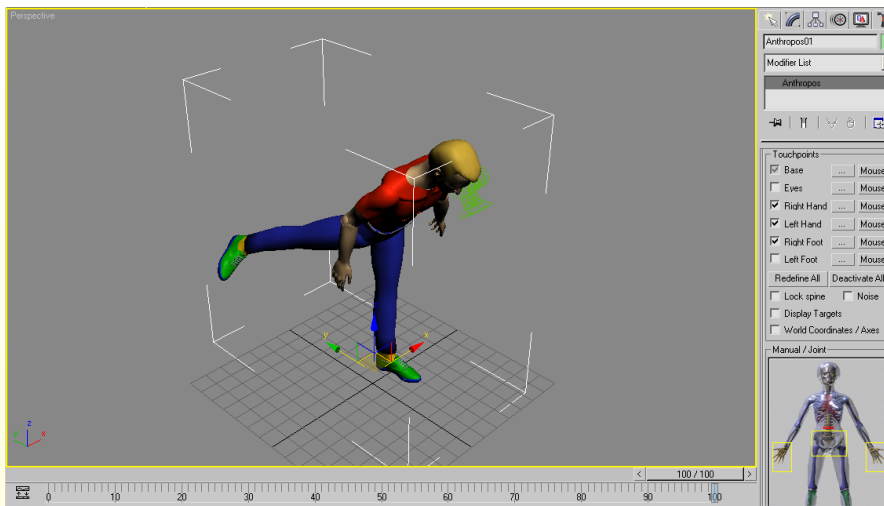 Perspective
Anthropos01
Modifier List
Anthropos
Touchpoints
Base ... Mouse
Eyes ... Mouse
Right Hand ... Mouse
Left Hand ... Mouse
Right Foot ... Mouse
Left Foot ... Mouse
Redefine All Deactivate All
Lock spine Noise
Display Targets
World Coordinates / Axes
Manual / Joint
y x
z
y x
< 100 / 100 >
0 10 20 30 40 50 60 70 80 90 100